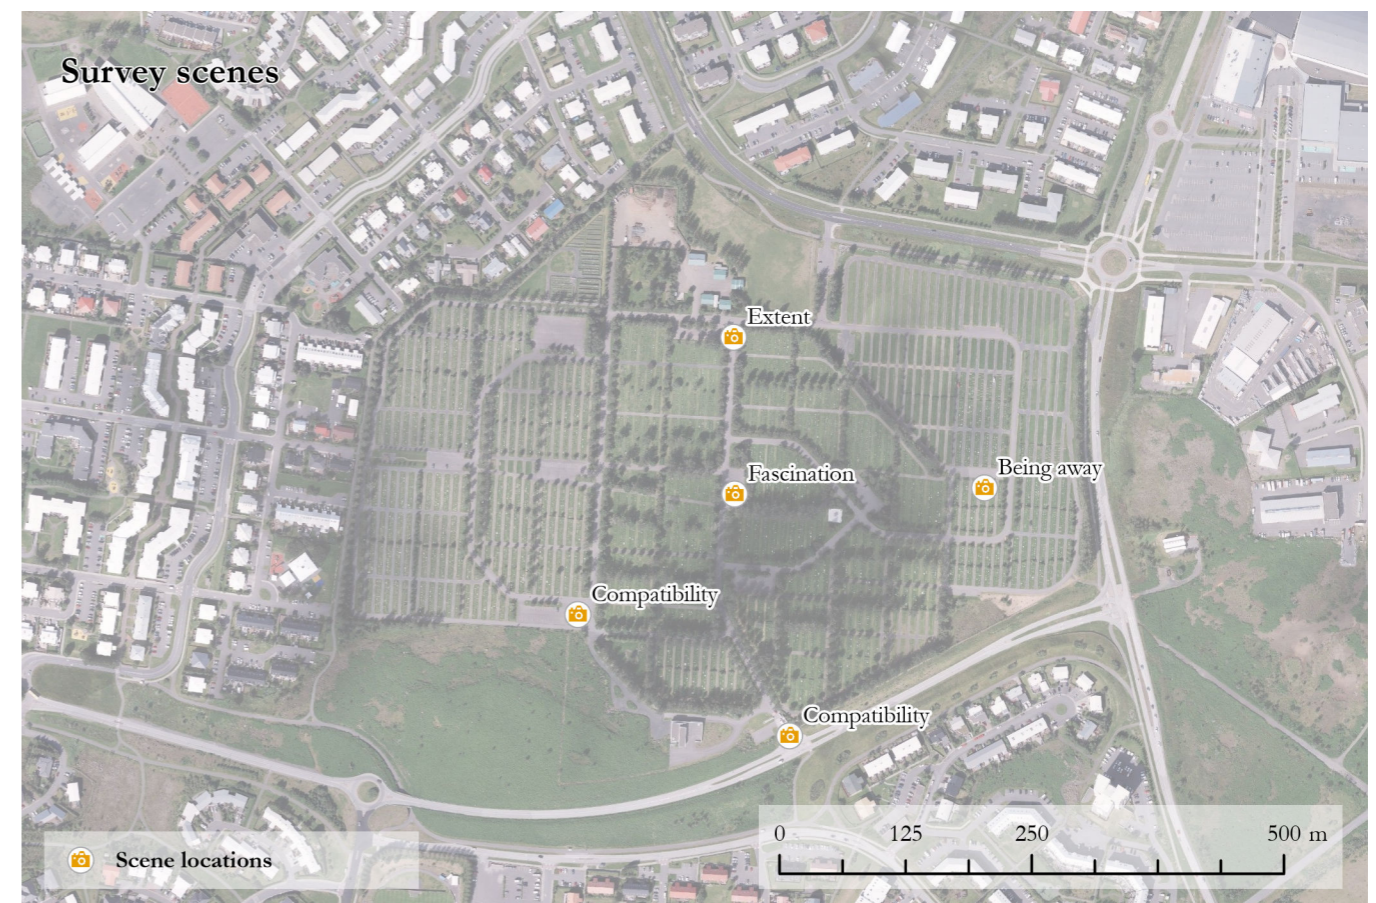 Survey scenes
Extent
Fascination
Being away
Compatibility
Compatibility
Scene locations
0 125 250 500 m